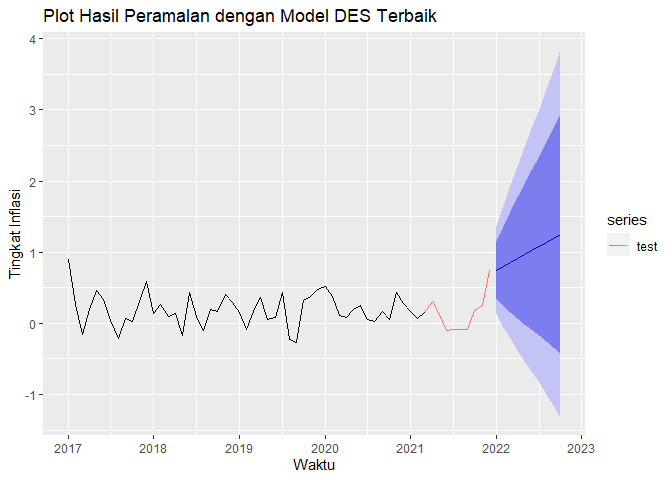 Plot Hasil Peramalan dengan Model DES Terbaik
4
3
2
1
0
-1
Tingkat Inflasi
2017 2018 2019 2020 2021 2022 2023
Waktu
series
test